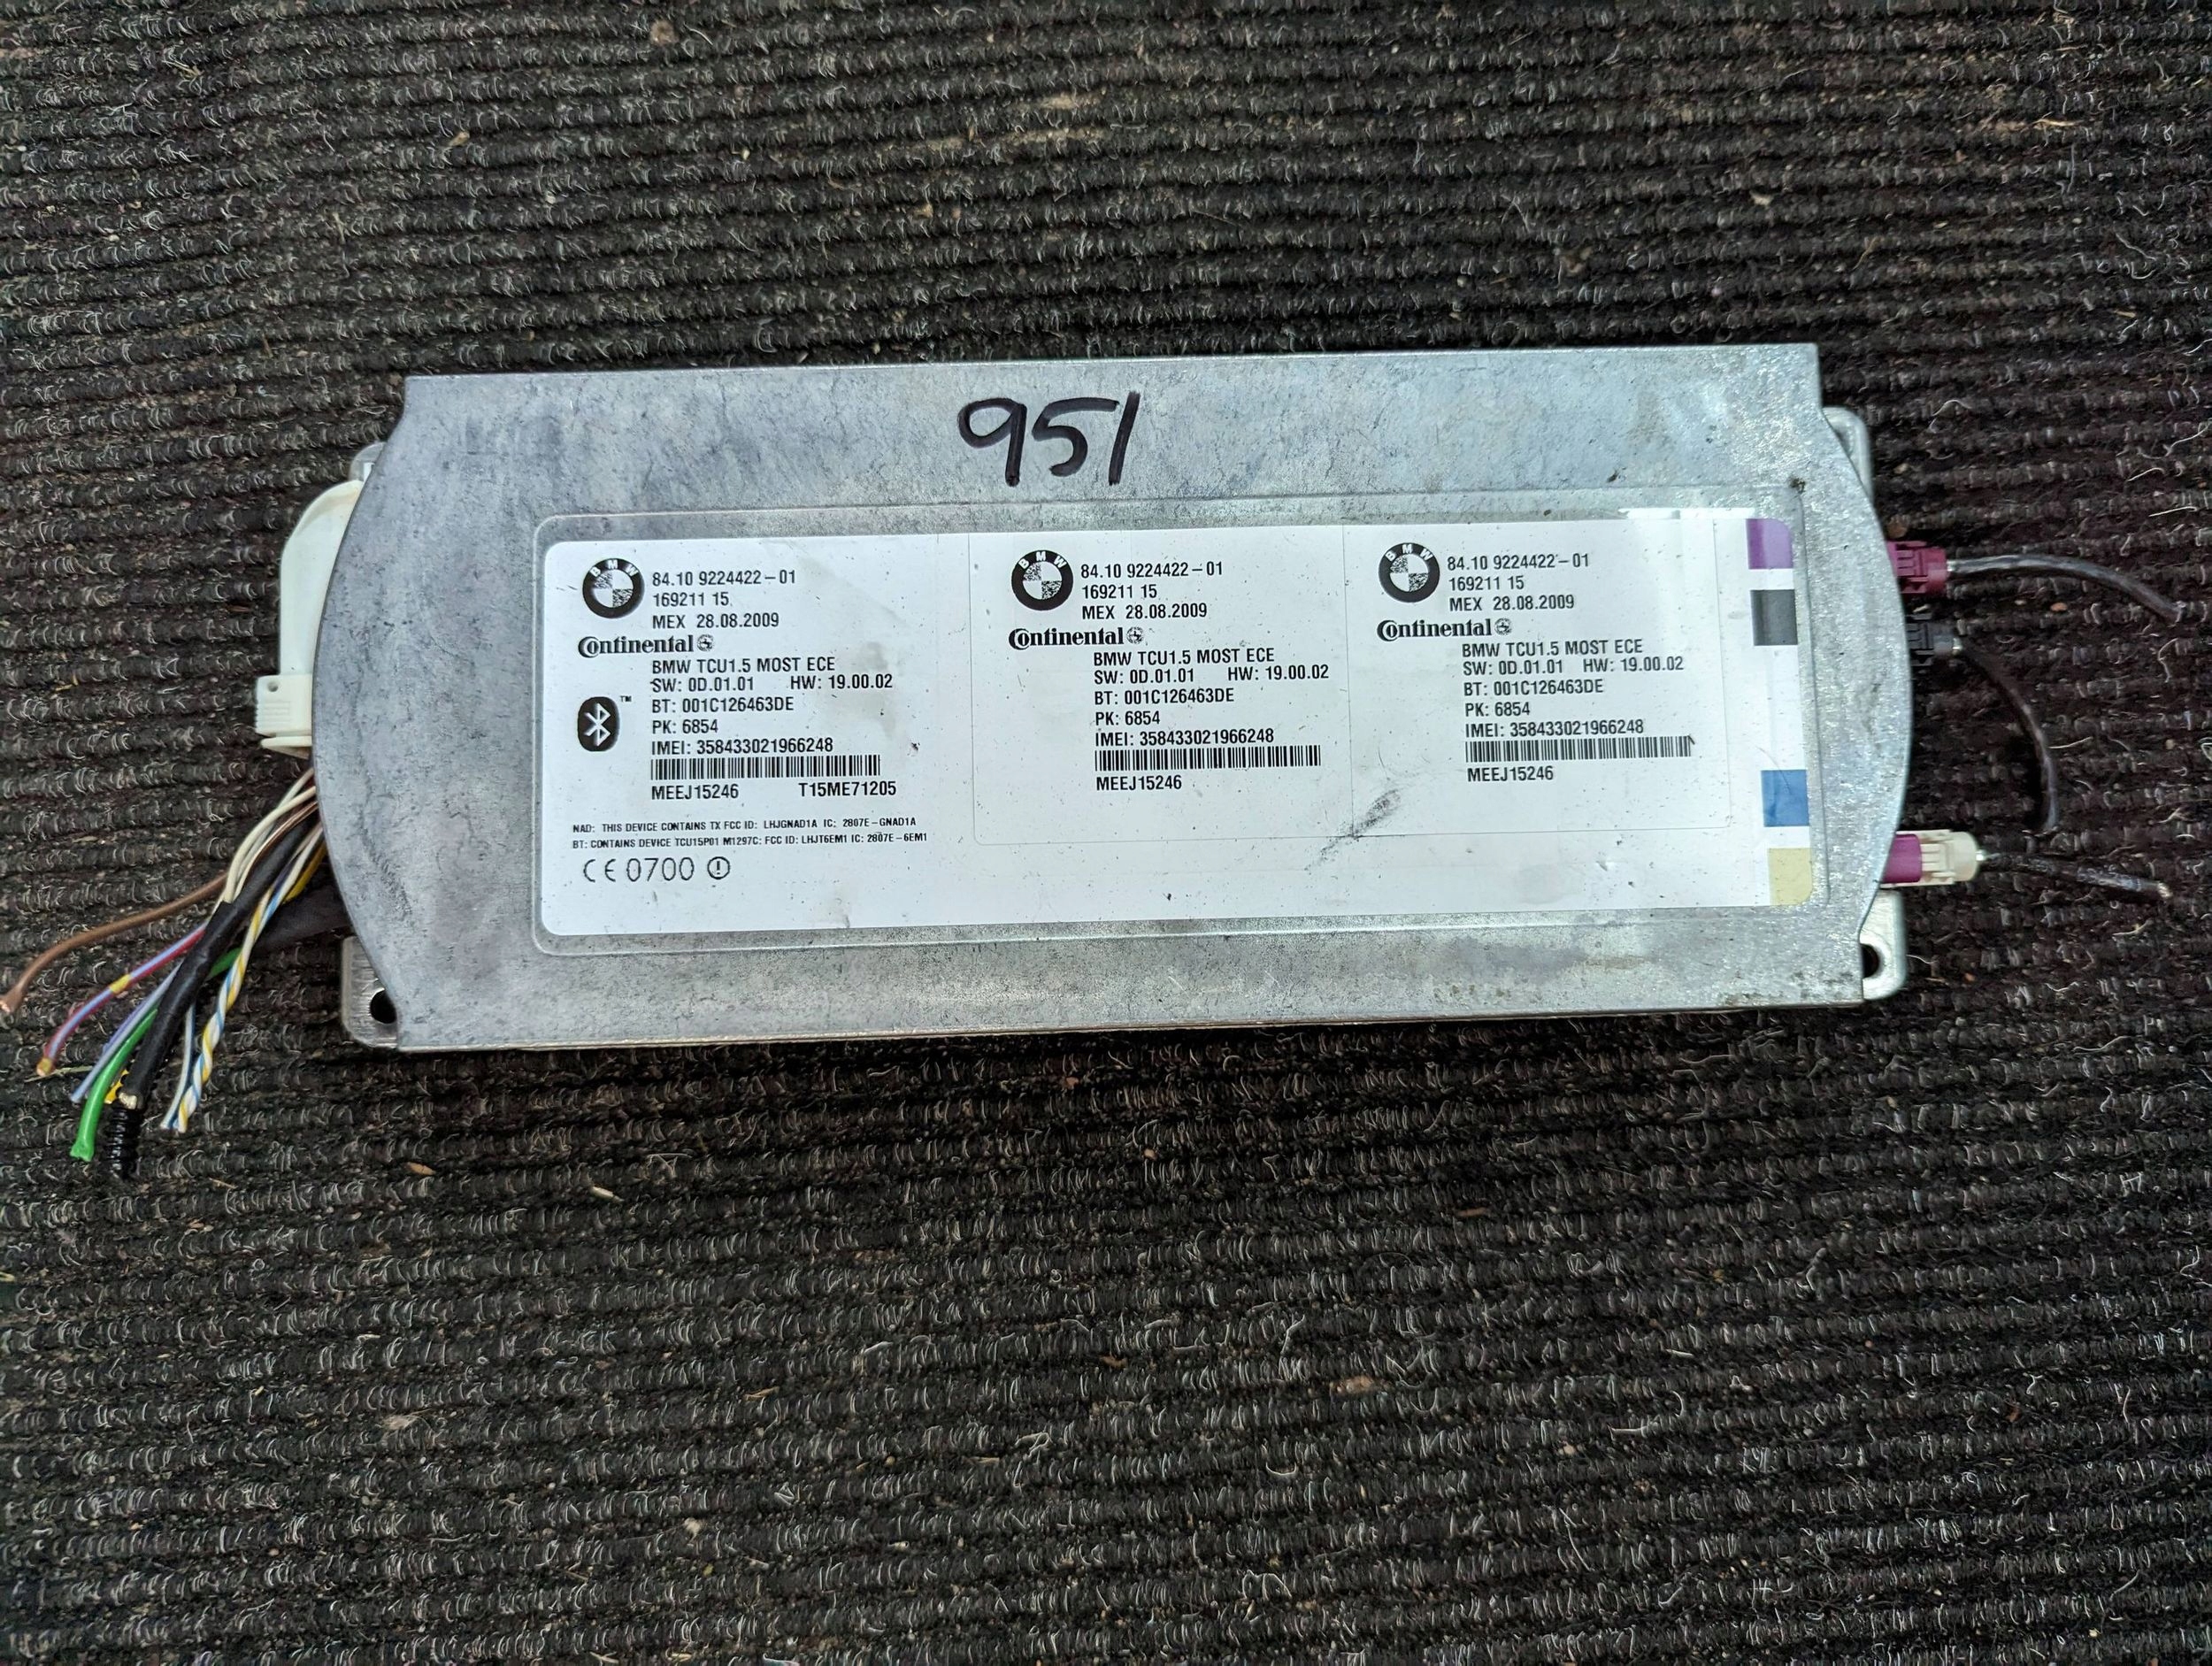 951
BMW
84.10 9224422-01
169211 15
MEX 28.08.2009
Continental
BMW TCU1.5 MOST ECE
SW: 0D.01.01 HW: 19.00.02
BT: 001C126463DE
PK: 6854
IMEI: 358433021966248
MEEJ15246 T15ME71205
NAD: THIS DEVICE CONTAINS TX FCC ID: LHJGNAD1A IC: 2807E-GNAD1A
BT: CONTAINS DEVICE TCU15P01 M1297C: FCC ID: LHJT6EM1 IC: 2807E-6EM1
CE 0700
BMW
84.10 9224422-01
169211 15
MEX 28.08.2009
Continental
BMW TCU1.5 MOST ECE
SW: 0D.01.01 HW: 19.00.02
BT: 001C126463DE
PK: 6854
IMEI: 358433021966248
MEEJ15246
BMW
84.10 9224422-01
169211 15
MEX 28.08.2009
Continental
BMW TCU1.5 MOST ECE
SW: 0D.01.01 HW: 19.00.02
BT: 001C126463DE
PK: 6854
IMEI: 358433021966248
MEEJ15246